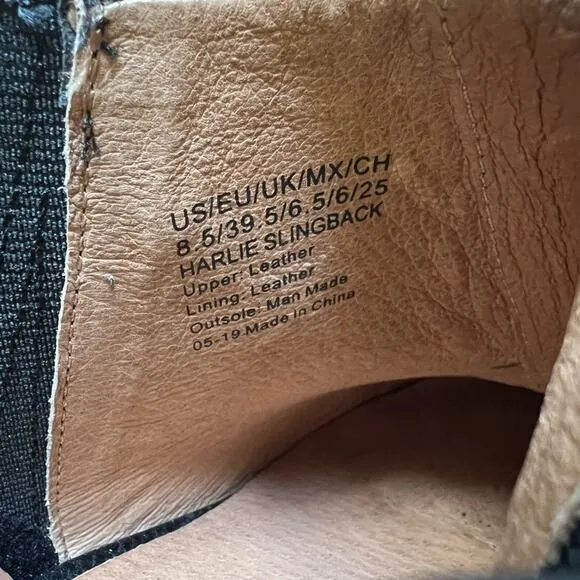 US/EU/UK/MX/CH
8.5/39.5/6.5/6/25
HARLIE SLINGBACK
Upper: Leather
Lining: Leather
Outsole: Man Made
05-19 Made in China